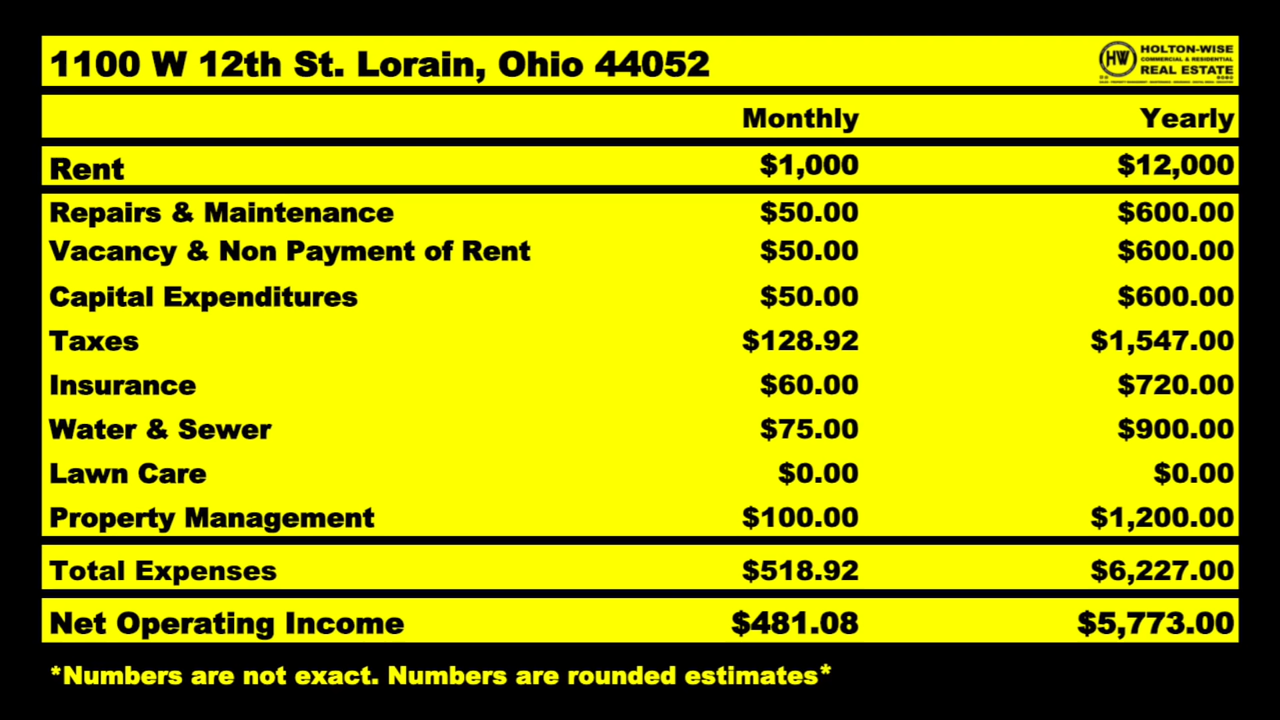 1100 W 12th St. Lorain, Ohio 44052
HOLTON-WISE
COMMERCIAL & RESIDENTIAL
REAL ESTATE
HW
Monthly Yearly
Rent $1,000 $12,000
Repairs & Maintenance $50.00 $600.00
Vacancy & Non Payment of Rent $50.00 $600.00
Capital Expenditures $50.00 $600.00
Taxes $128.92 $1,547.00
Insurance $60.00 $720.00
Water & Sewer $75.00 $900.00
Lawn Care $0.00 $0.00
Property Management $100.00 $1,200.00
Total Expenses $518.92 $6,227.00
Net Operating Income $481.08 $5,773.00
*Numbers are not exact. Numbers are rounded estimates*